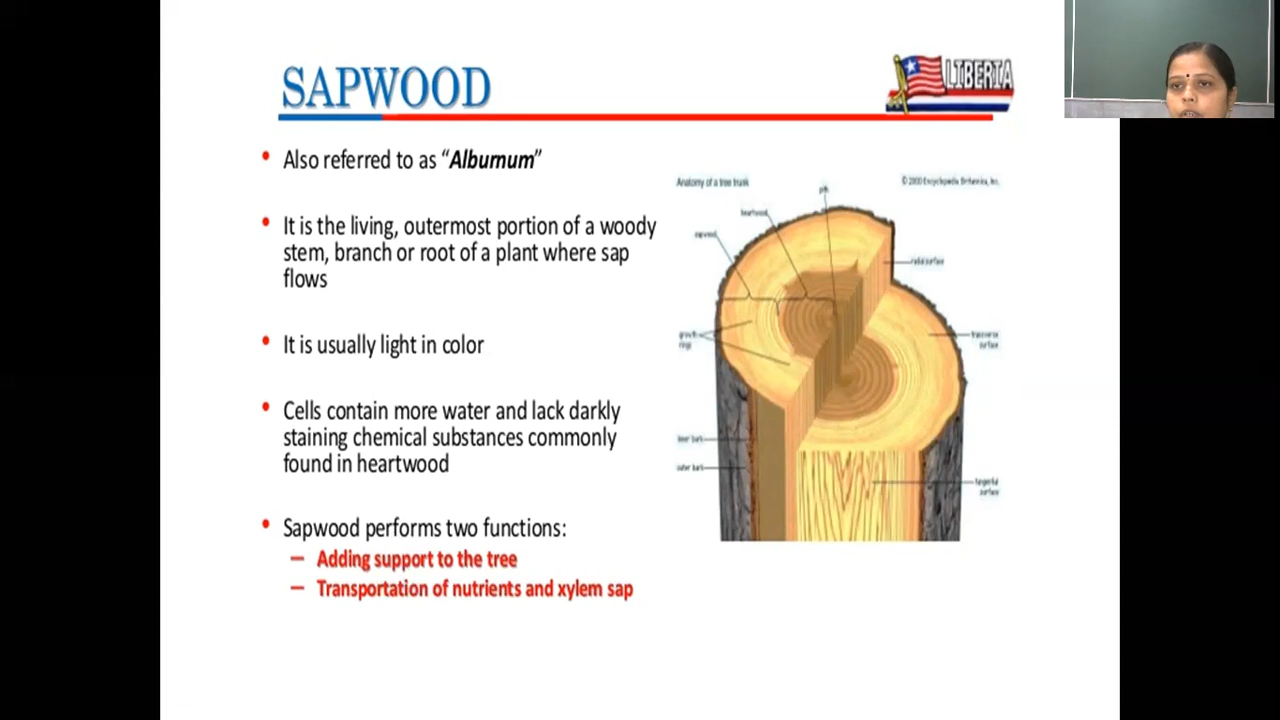 SAPWOOD
LIBERIA
Also referred to as “Alburnum”
It is the living, outermost portion of a woody
stem, branch or root of a plant where sap
flows
It is usually light in color
Cells contain more water and lack darkly
staining chemical substances commonly
found in heartwood
Sapwood performs two functions:
– Adding support to the tree
– Transportation of nutrients and xylem sap
Anatomy of a tree trunk
© 2000 Encyclopædia Britannica, Inc.
pith
heartwood
sapwood
radial surface
growth
rings
transverse
surface
inner bark
outer bark
tangential
surface